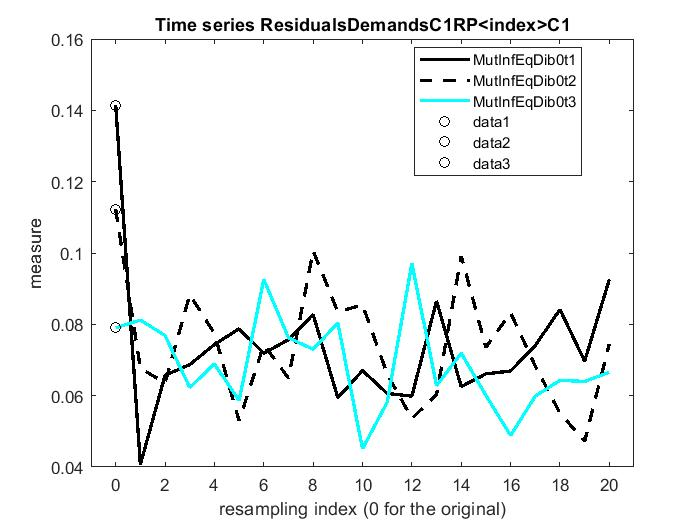 Time series ResidualsDemandsC1RP<index>C1
0.16
0.14
0.12
0.1
0.08
0.06
0.04
measure
MutInfEqDib0t1
MutInfEqDib0t2
MutInfEqDib0t3
data1
data2
data3
0 2 4 6 8 10 12 14 16 18 20
resampling index (0 for the original)